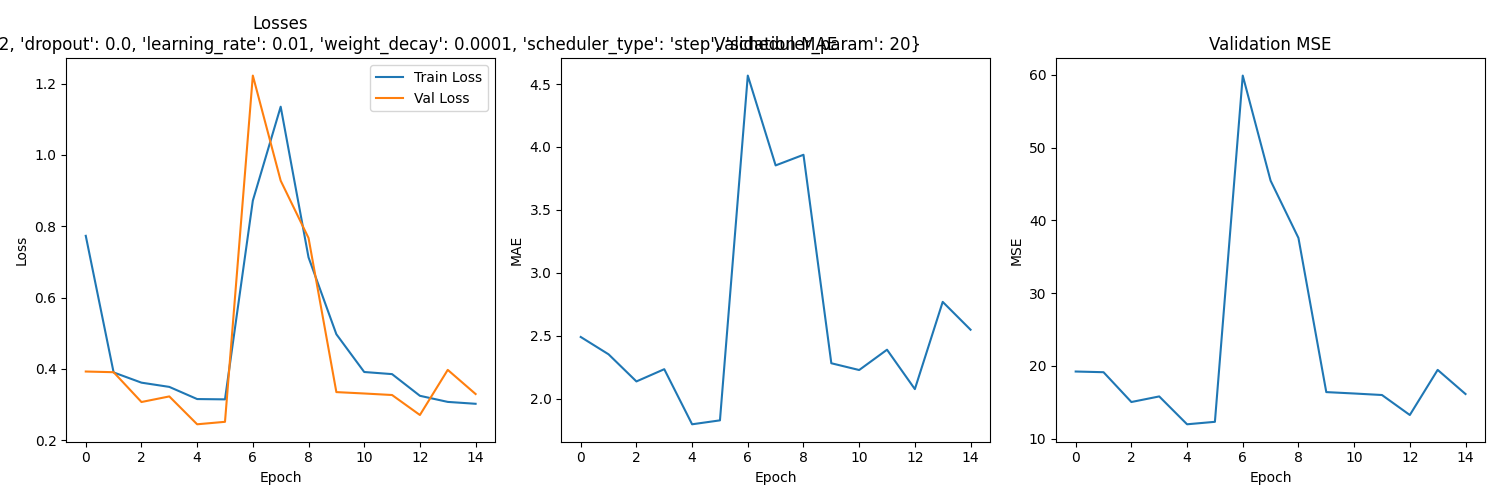 Losses
2, 'dropout': 0.0, 'learning_rate': 0.01, 'weight_decay': 0.0001, 'scheduler_type': 'step', 'scheduler_param': 20}
Train Loss
Val Loss
1.2
1.0
0.8
0.6
0.4
0.2
Loss
0 2 4 6 8 10 12 14
Epoch
Validation MAE
4.5
4.0
3.5
3.0
2.5
2.0
MAE
0 2 4 6 8 10 12 14
Epoch
Validation MSE
60
50
40
30
20
10
MSE
0 2 4 6 8 10 12 14
Epoch